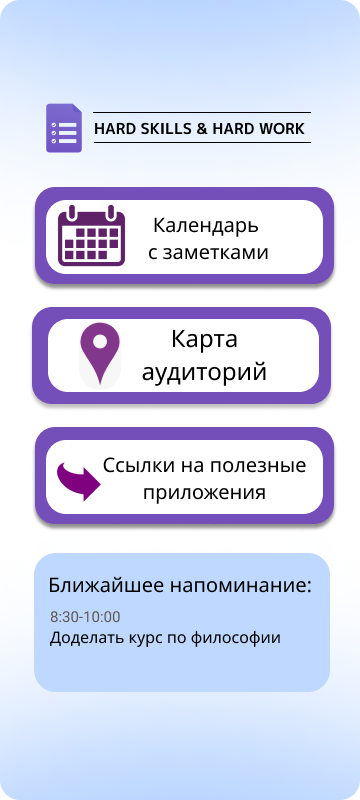 HARD SKILLS & HARD WORK
Календарь
с заметками
Карта
аудиторий
Ссылки на полезные
приложения
Ближайшее напоминание:
8:30-10:00
Доделать курс по философии